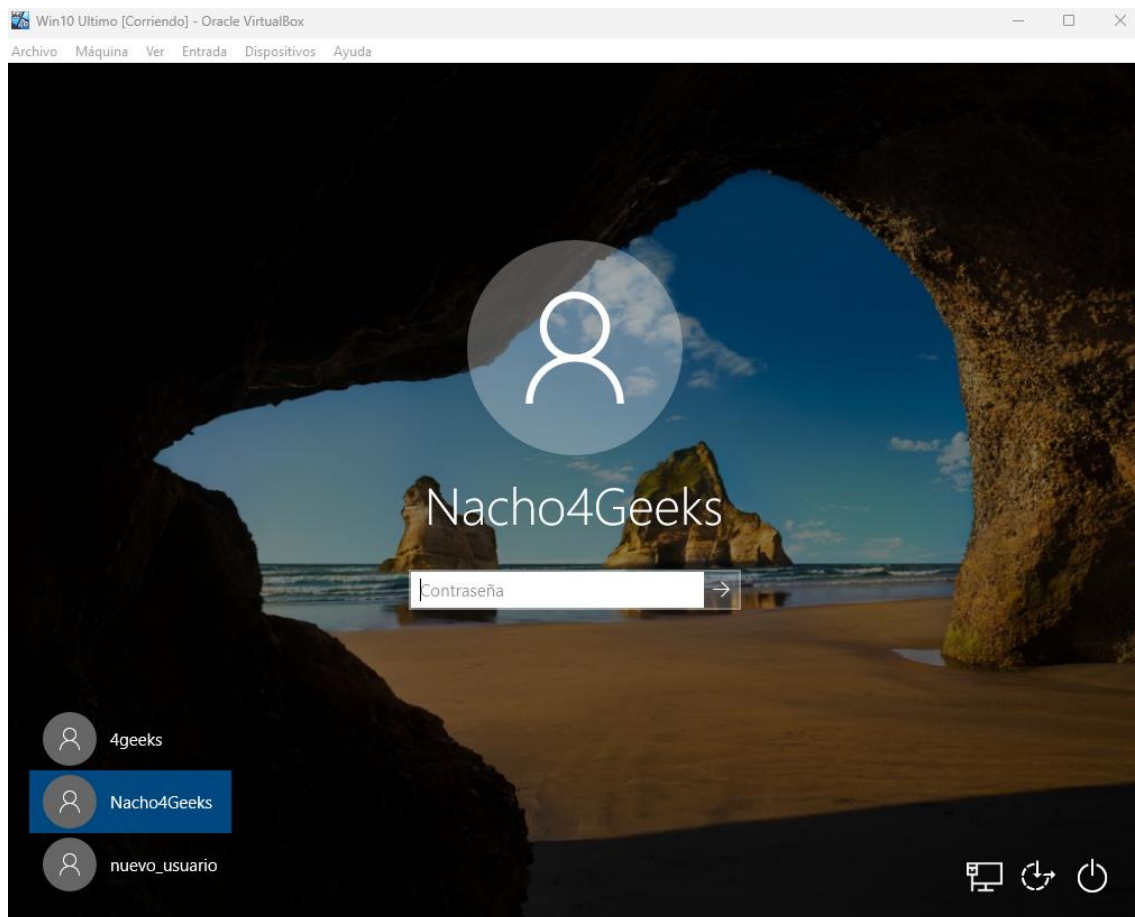 Win10 Ultimo [Corriendo] - Oracle VirtualBox
Archivo Máquina Ver Entrada Dispositivos Ayuda
Nacho4Geeks
Contraseña
4geeks
Nacho4Geeks
nuevo_usuario